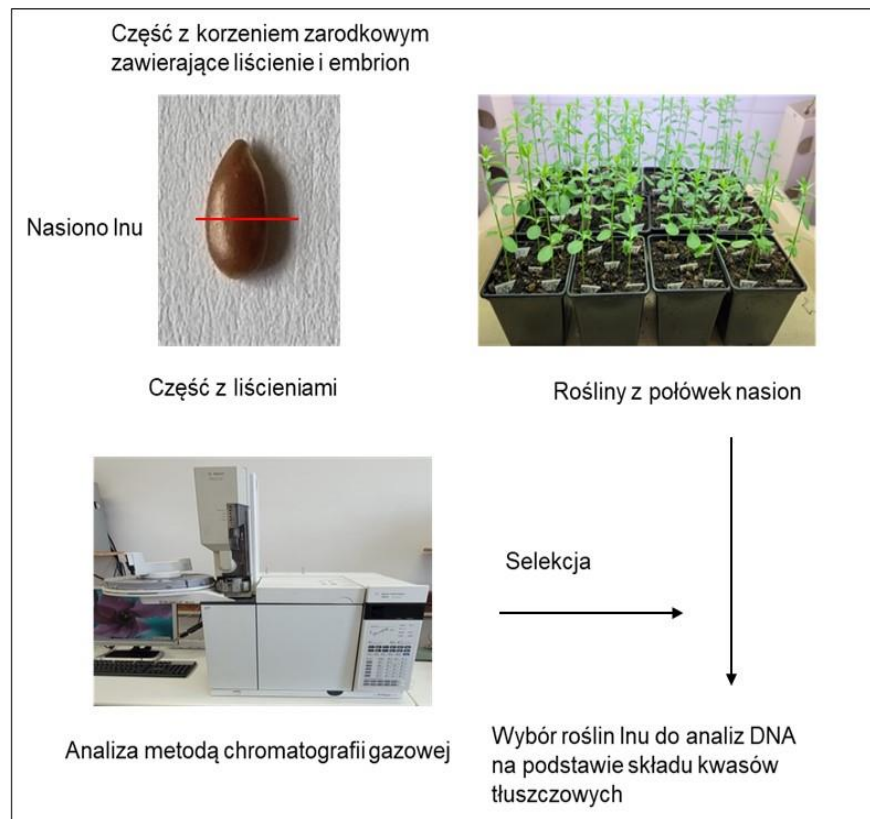 Część z korzeniem zarodkowym
zawierające liścienie i embrion
Nasiono lnu
Część z liścieniami
Rośliny z połówek nasion
Selekcja
Analiza metodą chromatografii gazowej
Wybór roślin lnu do analiz DNA
na podstawie składu kwasów
tłuszczowych